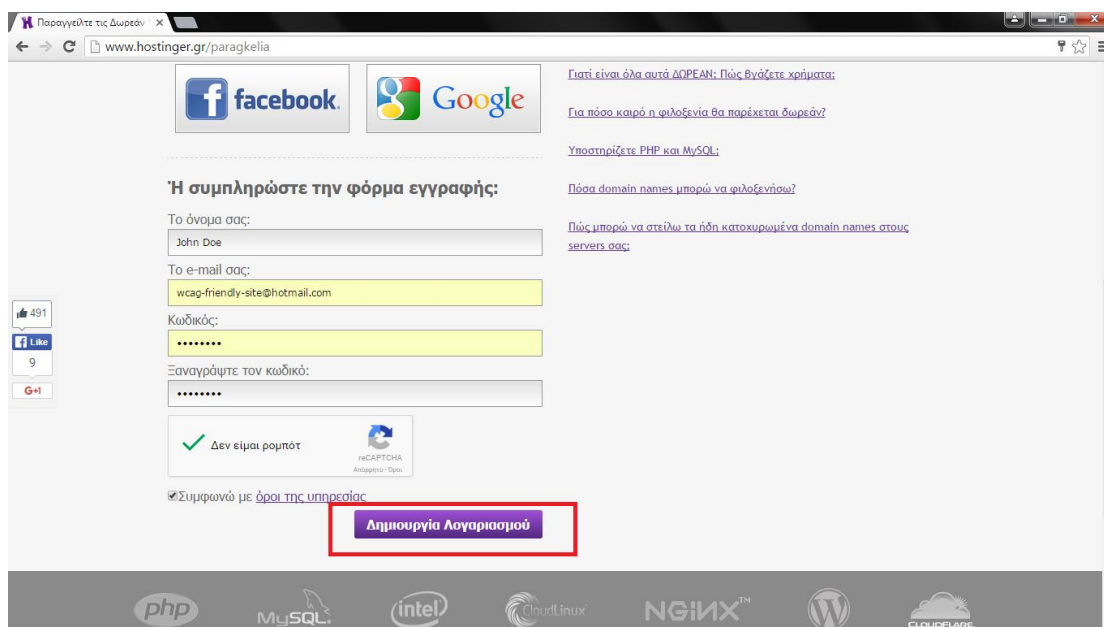 Παραγγείλτε τις Δωρεάν
www.hostinger.gr/paragkelia
facebook.
Google
Ή συμπληρώστε την φόρμα εγγραφής:
Το όνομα σας:
John Doe
Το e-mail σας:
wcag-friendly-site@hotmail.com
Κωδικός:
••••••••
Ξαναγράψτε τον κωδικό:
••••••••
Δεν είμαι ρομπότ
reCAPTCHA
Απόρρητο - Όροι
Συμφωνώ με όροι της υπηρεσίας
Δημιουργία Λογαριασμού
Γιατί είναι όλα αυτά ΔΩΡΕΑΝ; Πώς βγάζετε χρήματα;
Για πόσο καιρό η φιλοξενία θα παρέχεται δωρεάν?
Υποστηρίζετε PHP και MySQL;
Πόσα domain names μπορώ να φιλοξενήσω?
Πώς μπορώ να στείλω τα ήδη κατοχυρωμένα domain names στους
servers σας;
491
Like
9
G+1
php
MySQL
intel
CloudLinux
NGINX™
CLOUDFLARE